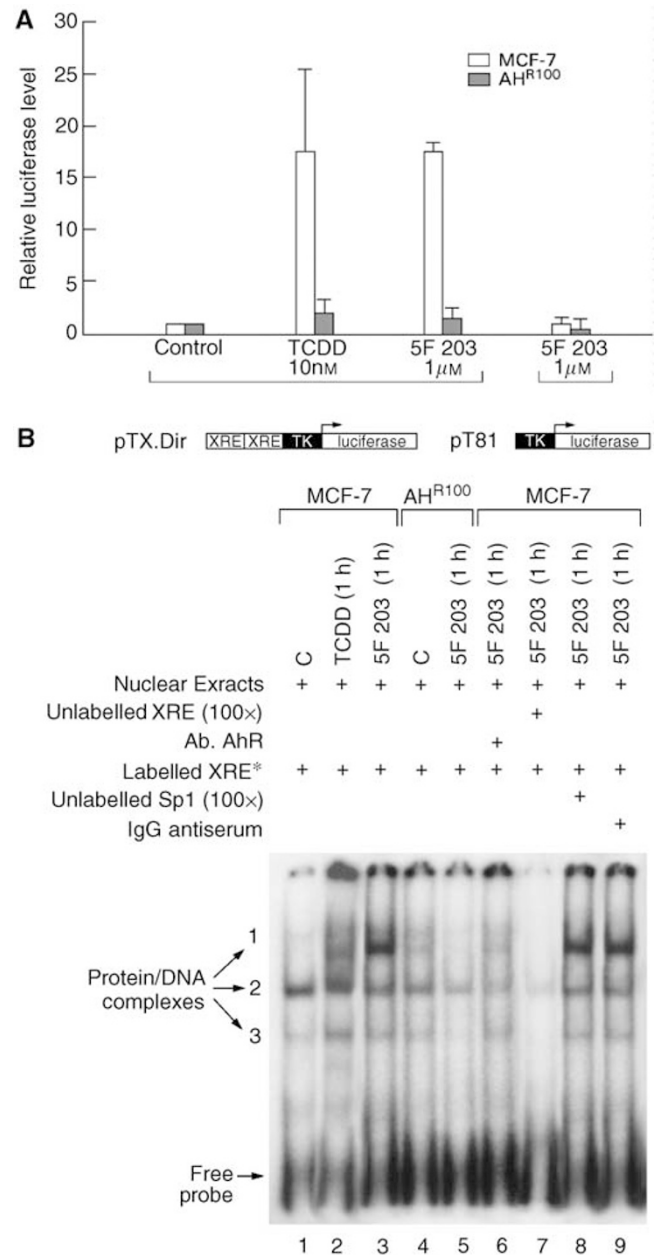 A
30
25
20
15
10
5
0
Relative luciferase level
MCF-7
AHR100
Control
TCDD
10nM
5F 203
1µM
5F 203
1µM
B
pTX.Dir
XRE XRE TK luciferase
pT81
TK luciferase
MCF-7 AHR100 MCF-7
C
TCDD (1 h)
5F 203 (1 h)
C
5F 203 (1 h)
5F 203 (1 h)
5F 203 (1 h)
5F 203 (1 h)
5F 203 (1 h)
Nuclear Exracts + + + + + + + + +
Unlabelled XRE (100×) +
Ab. AhR +
Labelled XRE* + + + + + + + + +
Unlabelled Sp1 (100×) +
IgG antiserum +
Protein/DNA
complexes
1
2
3
Free
probe
1 2 3 4 5 6 7 8 9